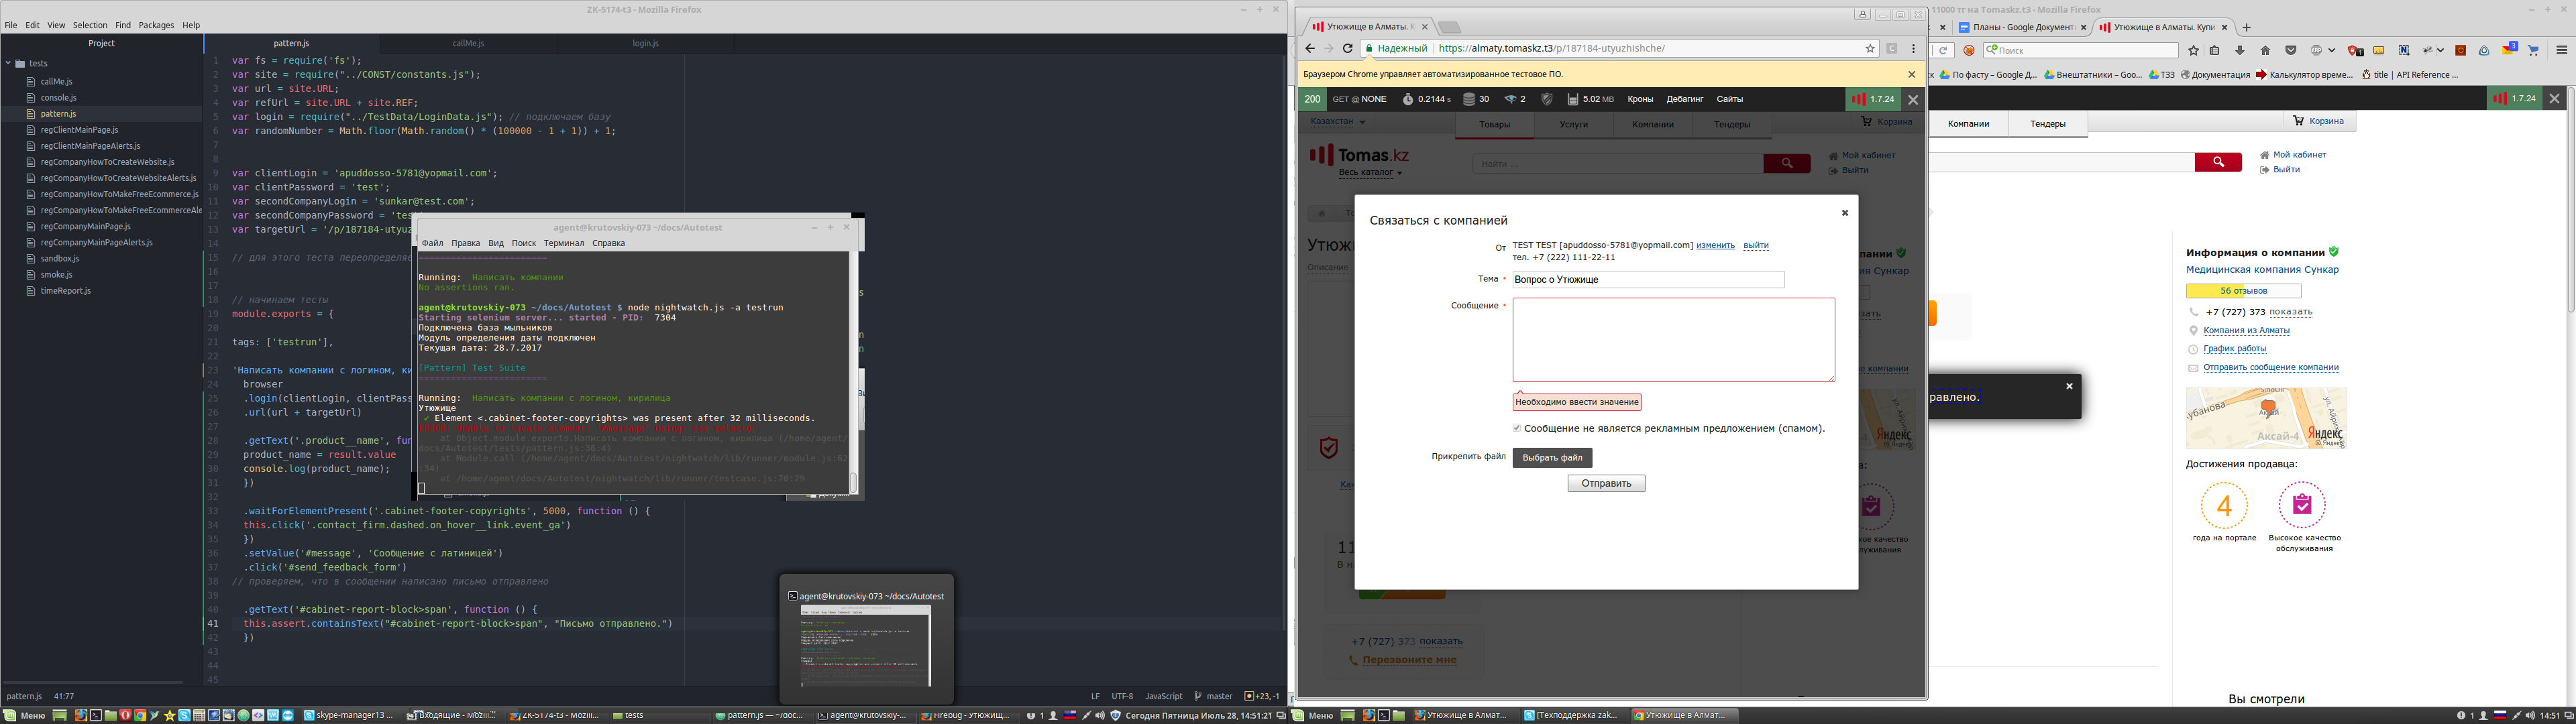 ZK-5174-t3 - Mozilla Firefox
File Edit View Selection Find Packages Help
Project
pattern.js callMe.js login.js
tests
callMe.js
console.js
pattern.js
regClientMainPage.js
regClientMainPageAlerts.js
regCompanyHowToCreateWebsite.js
regCompanyHowToCreateWebsiteAlerts.js
regCompanyHowToMakeFreeEcommerce.js
regCompanyHowToMakeFreeEcommerceAle
regCompanyMainPage.js
regCompanyMainPageAlerts.js
sandbox.js
smoke.js
timeReport.js
1 var fs = require('fs');
2 var site = require("../CONST/constants.js");
3 var url = site.URL;
4 var refUrl = site.URL + site.REF;
5 var login = require("../TestData/LoginData.js"); // подключаем базу
6 var randomNumber = Math.floor(Math.random() * (100000 - 1 + 1)) + 1;
7
8
9 var clientLogin = 'apuddosso-5781@yopmail.com';
10 var clientPassword = 'test';
11 var secondCompanyLogin = 'sunkar@test.com';
12 var secondCompanyPassword = 'tes
13 var targetUrl = '/p/187184-utyuz
14
15 // для этого теста переопределяе
16
17
18 // начинаем тесты
19 module.exports = {
20
21 tags: ['testrun'],
22
23 'Написать компании с логином, ки
24 browser
25 .login(clientLogin, clientPass
26 .url(url + targetUrl)
27
28 .getText('.product__name', fu
29 product_name = result.value
30 console.log(product_name);
31 })
32
33 .waitForElementPresent('.cabinet-footer-copyrights', 5000, function () {
34 this.click('.contact_firm.dashed.on_hover__link.event_ga')
35 })
36 .setValue('#message', 'Сообщение с латиницей')
37 .click('#send_feedback_form')
38 // проверяем, что в сообщении написано письмо отправлено
39
40 .getText('#cabinet-report-block>span', function () {
41 this.assert.containsText("#cabinet-report-block>span", "Письмо отправлено.")
42 })
43
44
45
pattern.js 41:77
LF UTF-8 JavaScript master +23, -1
agent@krutovskiy-073 ~/docs/Autotest
Файл Правка Вид Поиск Терминал Справка
Running: Написать компании
No assertions ran.
agent@krutovskiy-073 ~/docs/Autotest $ node nightwatch.js -a testrun
Starting selenium server... started - PID: 7304
Подключена база мыльников
Модуль определения даты подключен
Текущая дата: 28.7.2017
[Pattern] Test Suite
Running: Написать компании с логином, кирилица
Утюжище
✔ Element <.cabinet-footer-copyrights> was present after 32 milliseconds.
at Object.module.exports.Написать компании с логином, кирилица (/home/agent/
docs/Autotest/tests/pattern.js:36:4)
at Module.call (/home/agent/docs/Autotest/nightwatch/lib/runner/module.js:62
:34)
at /home/agent/docs/Autotest/nightwatch/lib/runner/testcase.js:70:29
agent@krutovskiy-073 ~/docs/Autotest
Меню
skype-manager13
Входящие - Mozill...
ZK-5174-t3 - Mozilla...
tests
pattern.js — ~/doc...
agent@krutovskiy-...
Firebug - Утюжищ...
1
Сегодня Пятница Июль 28, 14:51:21
Утюжище в Алматы. К
Надежный https://almaty.tomaskz.t3/p/187184-utyuzhishche/
Браузером Chrome управляет автоматизированное тестовое ПО.
200 GET @ NONE 0.2144 s 30 2 5.02 MB Кроны Дебагинг Сайты 1.7.24
Казахстан Товары Услуги Компании Тендеры Корзина
Tomas.kz
Весь каталог
Найти ...
Мой кабинет
Выйти
Связаться с компанией
От TEST TEST [apuddosso-5781@yopmail.com] изменить выйти
тел. +7 (222) 111-22-11
Тема * Вопрос о Утюжище
Сообщение *
Необходимо ввести значение
Сообщение не является рекламным предложением (спамом).
Прикрепить файл Выбрать файл
Отправить
Описание
+7 (727) 373 показать
Перезвоните мне
11000 тг на Tomaskz.t3 - Mozilla Firefox
Планы - Google Документ
Утюжище в Алматы. Купи
Поиск
По фасту – Google Д... Внештатники – Goo... ТЗЗ Документация Калькулятор време... title | API Reference ...
1.7.24
Компании Тендеры Корзина
Мой кабинет
Выйти
Информация о компании
Медицинская компания Сункар
56 отзывов
+7 (727) 373 показать
Компания из Алматы
График работы
Отправить сообщение компании
равлено.
Аксай-4
Яндекс
Достижения продавца:
4
года на портале
Высокое качество
обслуживания
Вы смотрели
Меню
Утюжище в Алмат...
[Техподдержка zak...
Утюжище в Алмат...
1
14:51